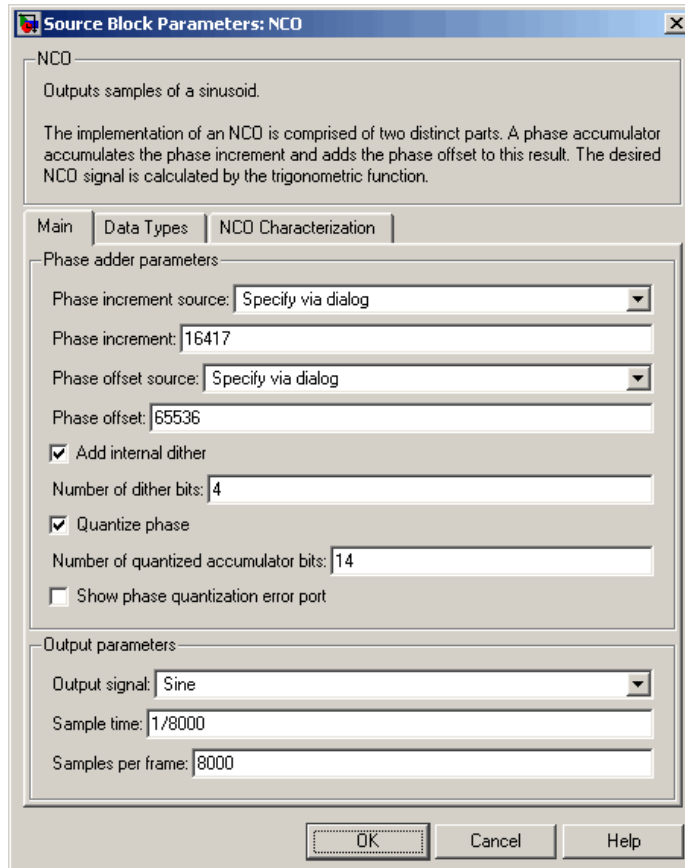 Source Block Parameters: NCO
NCO
Outputs samples of a sinusoid.
The implementation of an NCO is comprised of two distinct parts. A phase accumulator
accumulates the phase increment and adds the phase offset to this result. The desired
NCO signal is calculated by the trigonometric function.
Main Data Types NCO Characterization
Phase adder parameters
Phase increment source: Specify via dialog
Phase increment: 16417
Phase offset source: Specify via dialog
Phase offset: 65536
Add internal dither
Number of dither bits: 4
Quantize phase
Number of quantized accumulator bits: 14
Show phase quantization error port
Output parameters
Output signal: Sine
Sample time: 1/8000
Samples per frame: 8000
OK Cancel Help